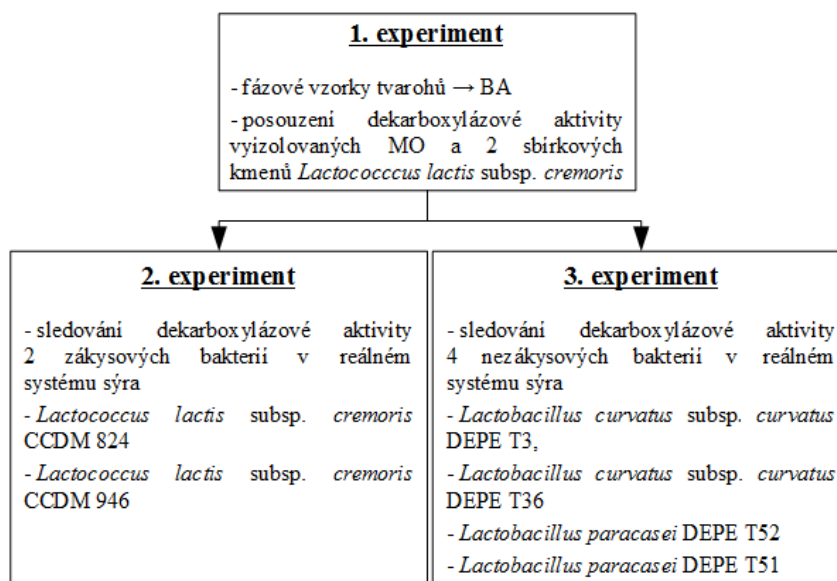 1. experiment
- fázové vzorky tvarohů → BA
- posouzení dekarboxylázové aktivity
vyizolovaných MO a 2 sbírkových
kmenů Lactococccus lactis subsp. cremoris
2. experiment
- sledování dekarboxylázové aktivity
2 zákysových bakterií v reálném
systému sýra
- Lactococcus lactis subsp. cremoris
CCDM 824
- Lactococcus lactis subsp. cremoris
CCDM 946
3. experiment
- sledování dekarboxylázové aktivity
4 nezákysových bakterií v reálném
systému sýra
- Lactobacillus curvatus subsp. curvatus
DEPE T3,
- Lactobacillus curvatus subsp. curvatus
DEPE T36
- Lactobacillus paracasei DEPE T52
- Lactobacillus paracasei DEPE T51